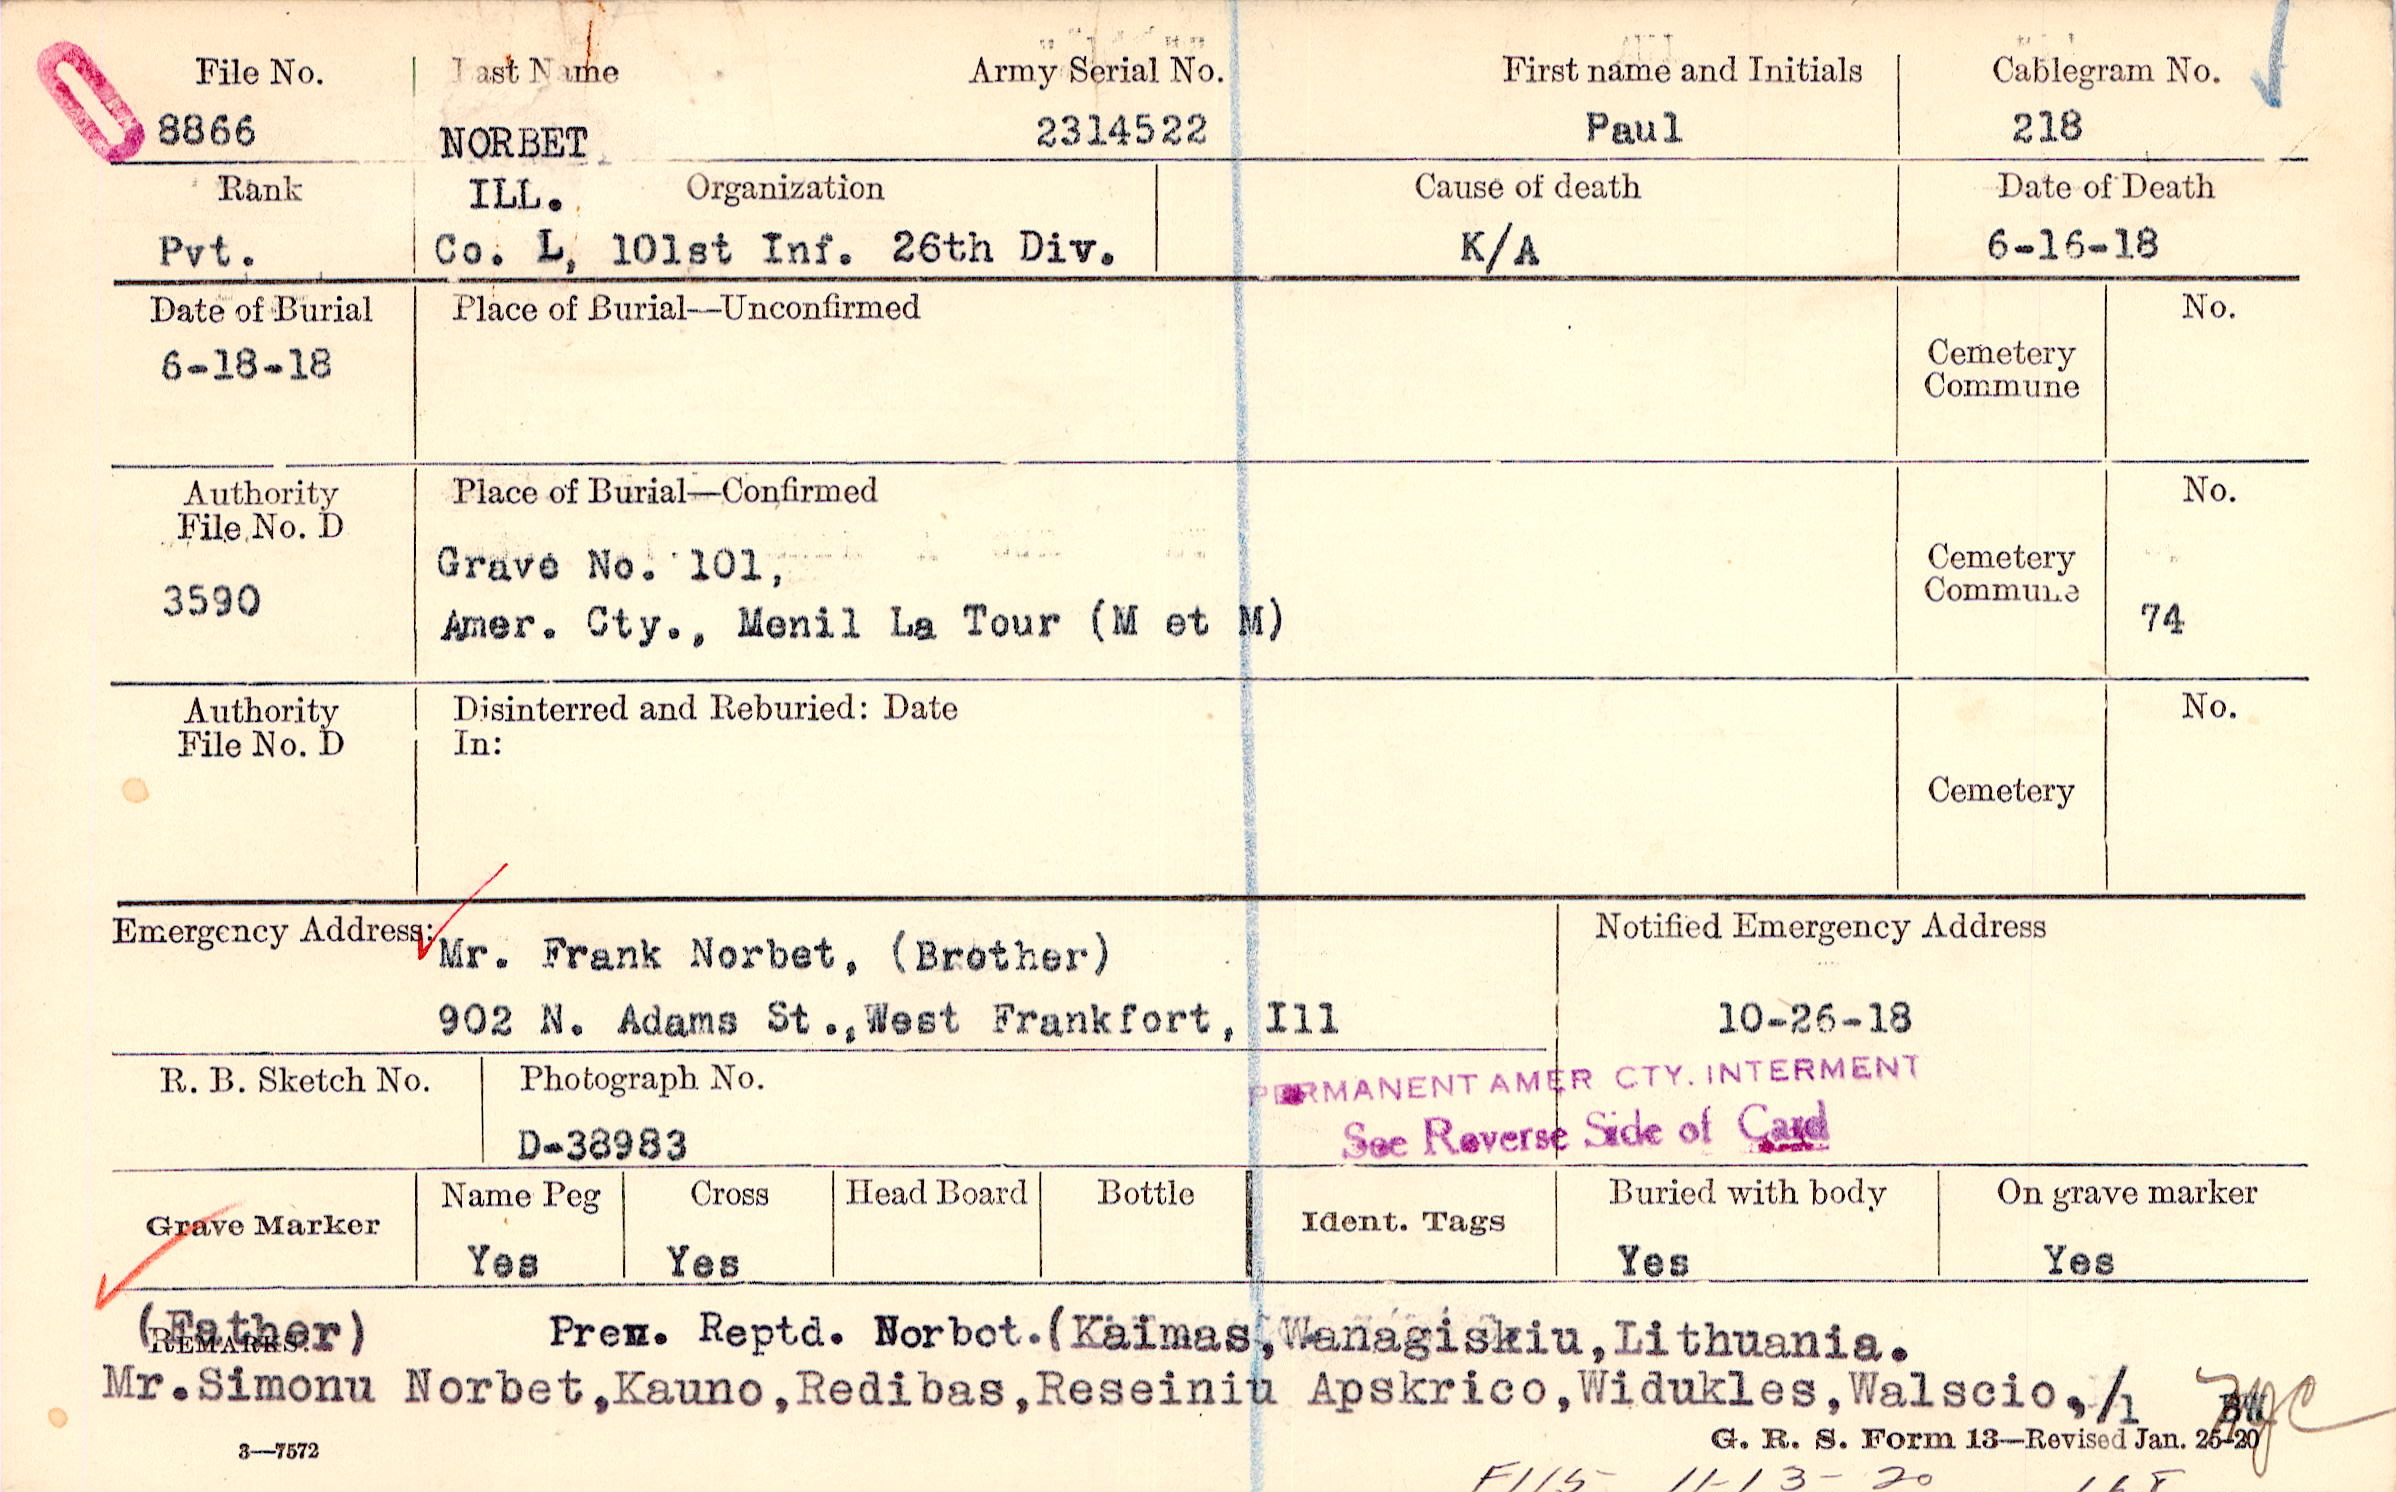 File No. Last Name Army Serial No. First name and Initials Cablegram No.
8866 NORBET 2314522 Paul 218
Rank ILL. Organization Cause of death Date of Death
Pvt. Co. L, 101st Inf. 26th Div. K/A 6-16-18
Date of Burial Place of Burial—Unconfirmed No.
6-18-18
Cemetery
Commune
Authority Place of Burial—Confirmed No.
File No. D
Grave No. 101, Cemetery
3590 Commune
Amer. Cty., Menil La Tour (M et M) 74
Authority Disinterred and Reburied: Date No.
File No. D In:
Cemetery
Emergency Address: Notified Emergency Address
Mr. Frank Norbet, (Brother)
902 N. Adams St., West Frankfort, Ill 10-26-18
R. B. Sketch No. Photograph No.
PERMANENT AMER CTY. INTERMENT
D-38983 See Reverse Side of Card
Grave Marker Name Peg Cross Head Board Bottle Ident. Tags Buried with body On grave marker
Yes Yes Yes Yes
(Father) Prev. Reptd. Norbot. (Kaimas, Wanagiskiu, Lithuania.
REMARKS:
Mr. Simonu Norbet, Kauno, Redibas, Reseiniu Apskrico, Widukles, Walscio, /1
3—7572 G. R. S. Form 13—Revised Jan. 26-20
F115 11-13-20